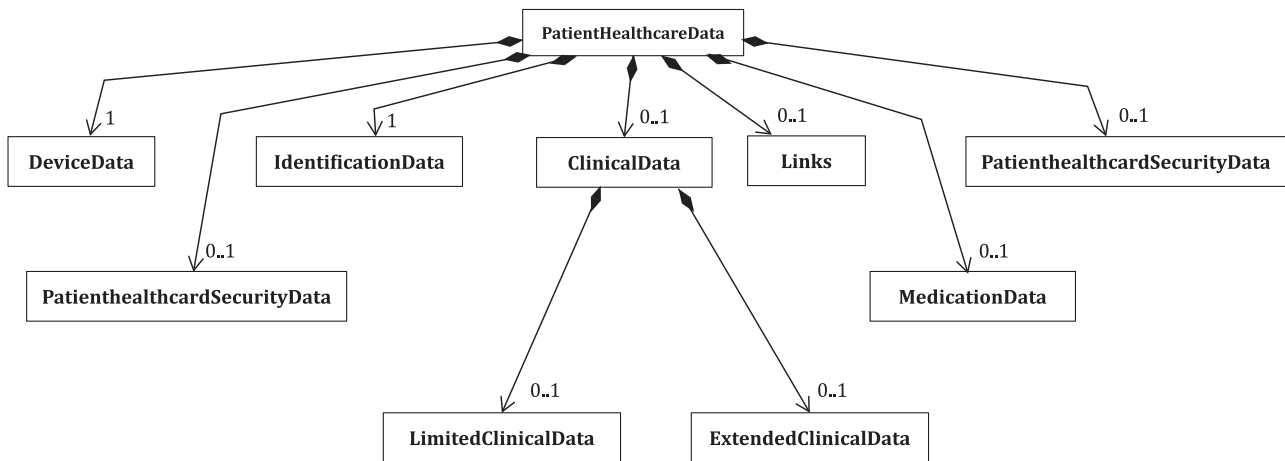 PatientHealthcareData
1
1
0..1
0..1
0..1
DeviceData
IdentificationData
ClinicalData
Links
PatienthealthcardSecurityData
0..1
0..1
PatienthealthcardSecurityData
MedicationData
0..1
0..1
LimitedClinicalData
ExtendedClinicalData